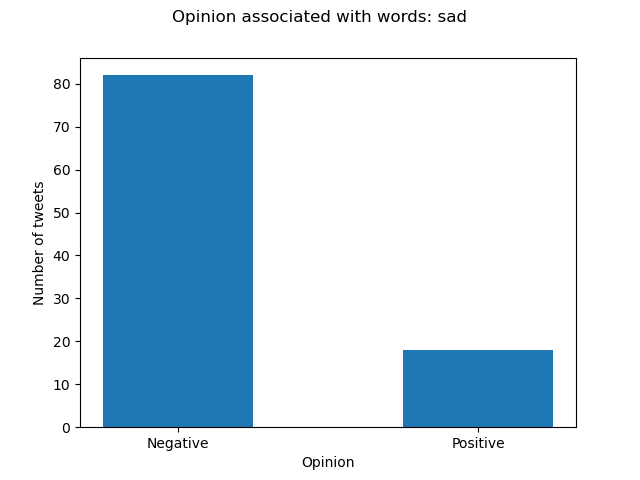 Opinion associated with words: sad
80
70
60
50
40
30
20
10
0
Number of tweets
Negative
Positive
Opinion